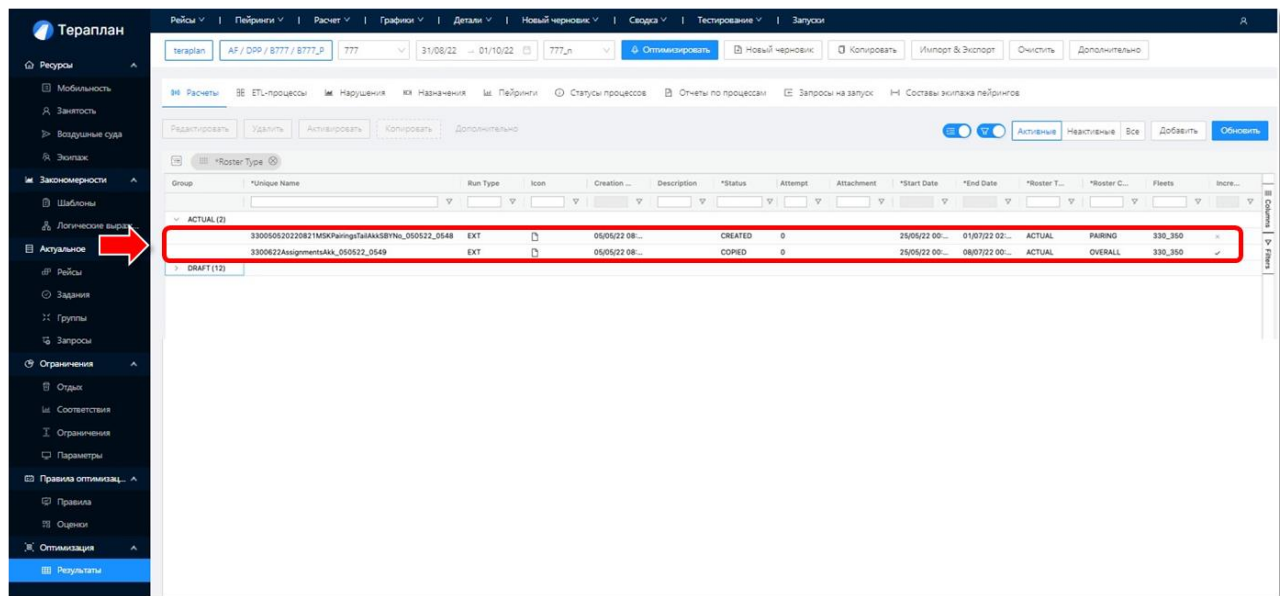 Тераплан
Рейсы | Пейринги | Расчет | Графики | Детали | Новый черновик | Сводка | Тестирование | Запуски
teraplan AF / DPP / B777 / B777_P 777 31/08/22 → 01/10/22 777_n Оптимизировать Новый черновик Копировать Импорт & Экспорт Очистить Дополнительно
Ресурсы
Мобильность
Занятость
Воздушные суда
Экипаж
Закономерности
Шаблоны
Логические выраж...
Актуальное
Рейсы
Задания
Группы
Запросы
Ограничения
Отдых
Соответствия
Ограничения
Параметры
Правила оптимизац...
Правила
Оценки
Оптимизация
Результаты
Расчеты ETL-процессы Нарушения Назначения Пейринги Статусы процессов Отчеты по процессам Запросы на запуск Составы экипажа пейрингов
Редактировать Удалить Активировать Копировать Дополнительно Активные Неактивные Все Добавить Обновить
*Roster Type
Group *Unique Name Run Type Icon Creation ... Description *Status Attempt Attachment *Start Date *End Date *Roster T... *Roster C... Fleets Incre...
ACTUAL (2)
330050520220821MSKPairingsTailAkkSBYNo_050522_0548 EXT 05/05/22 08:... CREATED 0 25/05/22 00:... 01/07/22 02:... ACTUAL PAIRING 330_350
3300622AssignmentsAkk_050522_0549 EXT 05/05/22 08:... COPIED 0 25/05/22 00:... 08/07/22 00:... ACTUAL OVERALL 330_350
DRAFT (12)
Columns
Filters